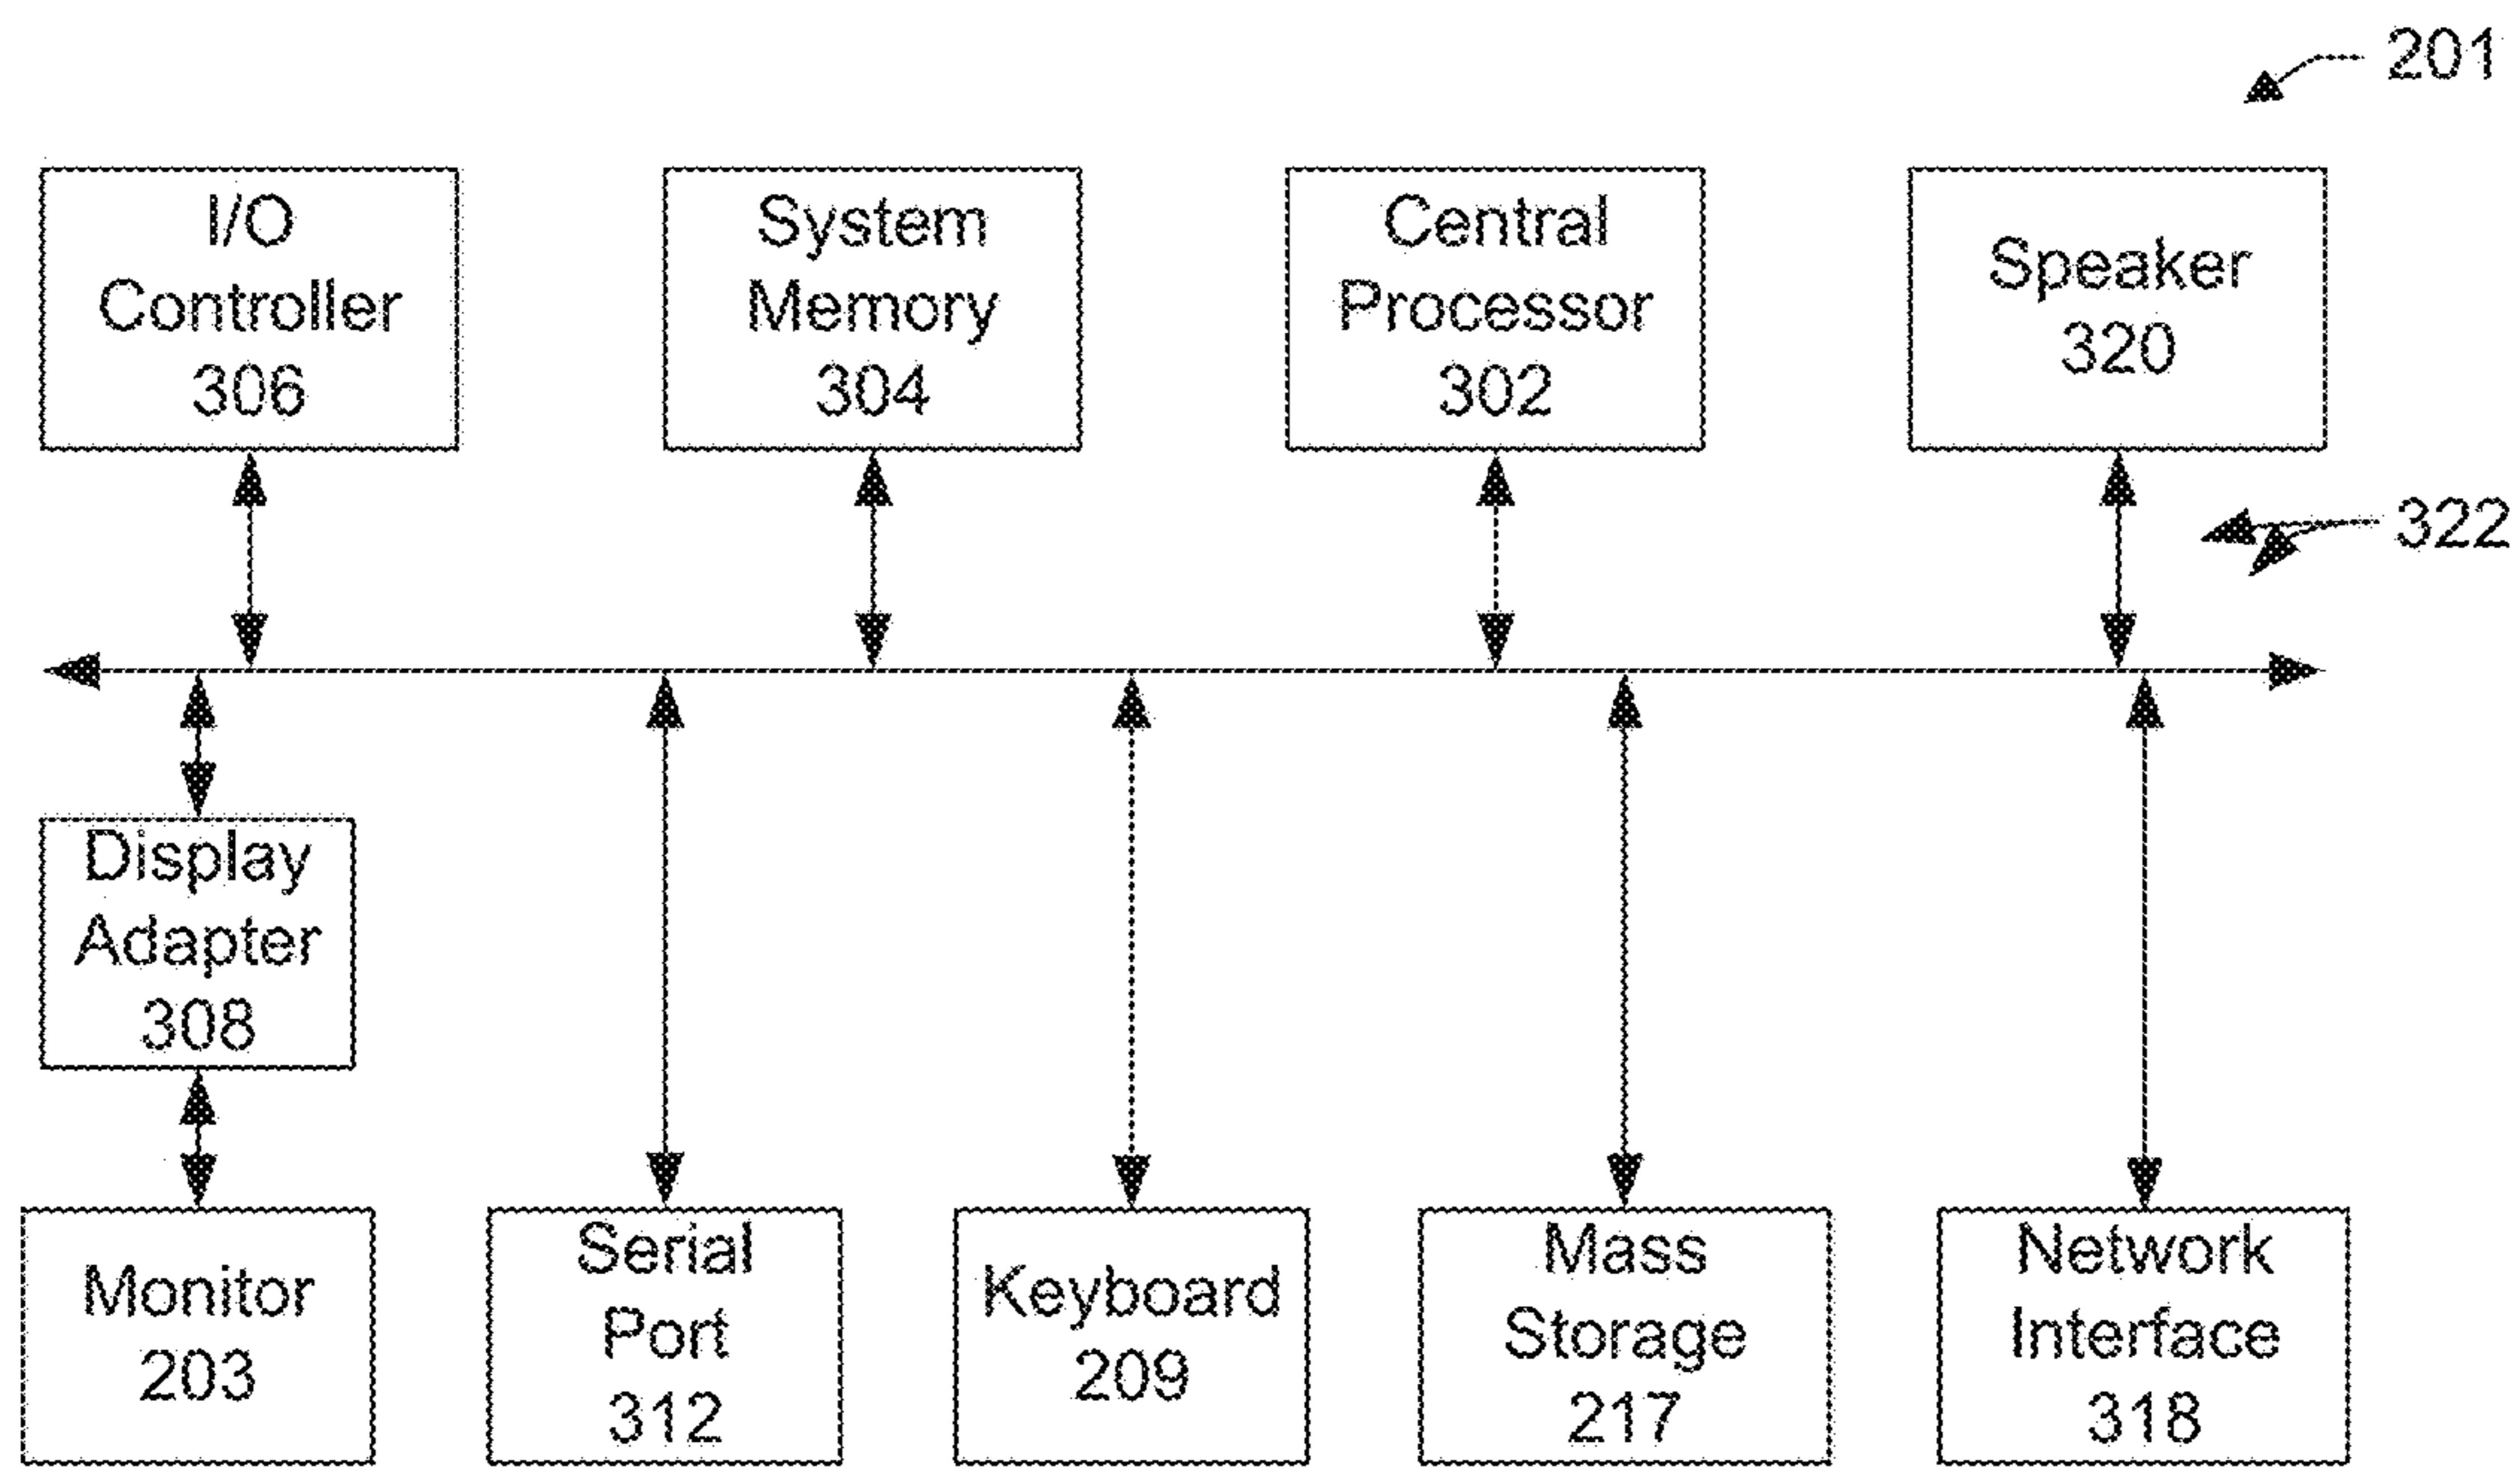 201
I/O
Controller
306
System
Memory
304
Central
Processor
302
Speaker
320
322
Display
Adapter
308
Monitor
203
Serial
Port
312
Keyboard
209
Mass
Storage
217
Network
Interface
318